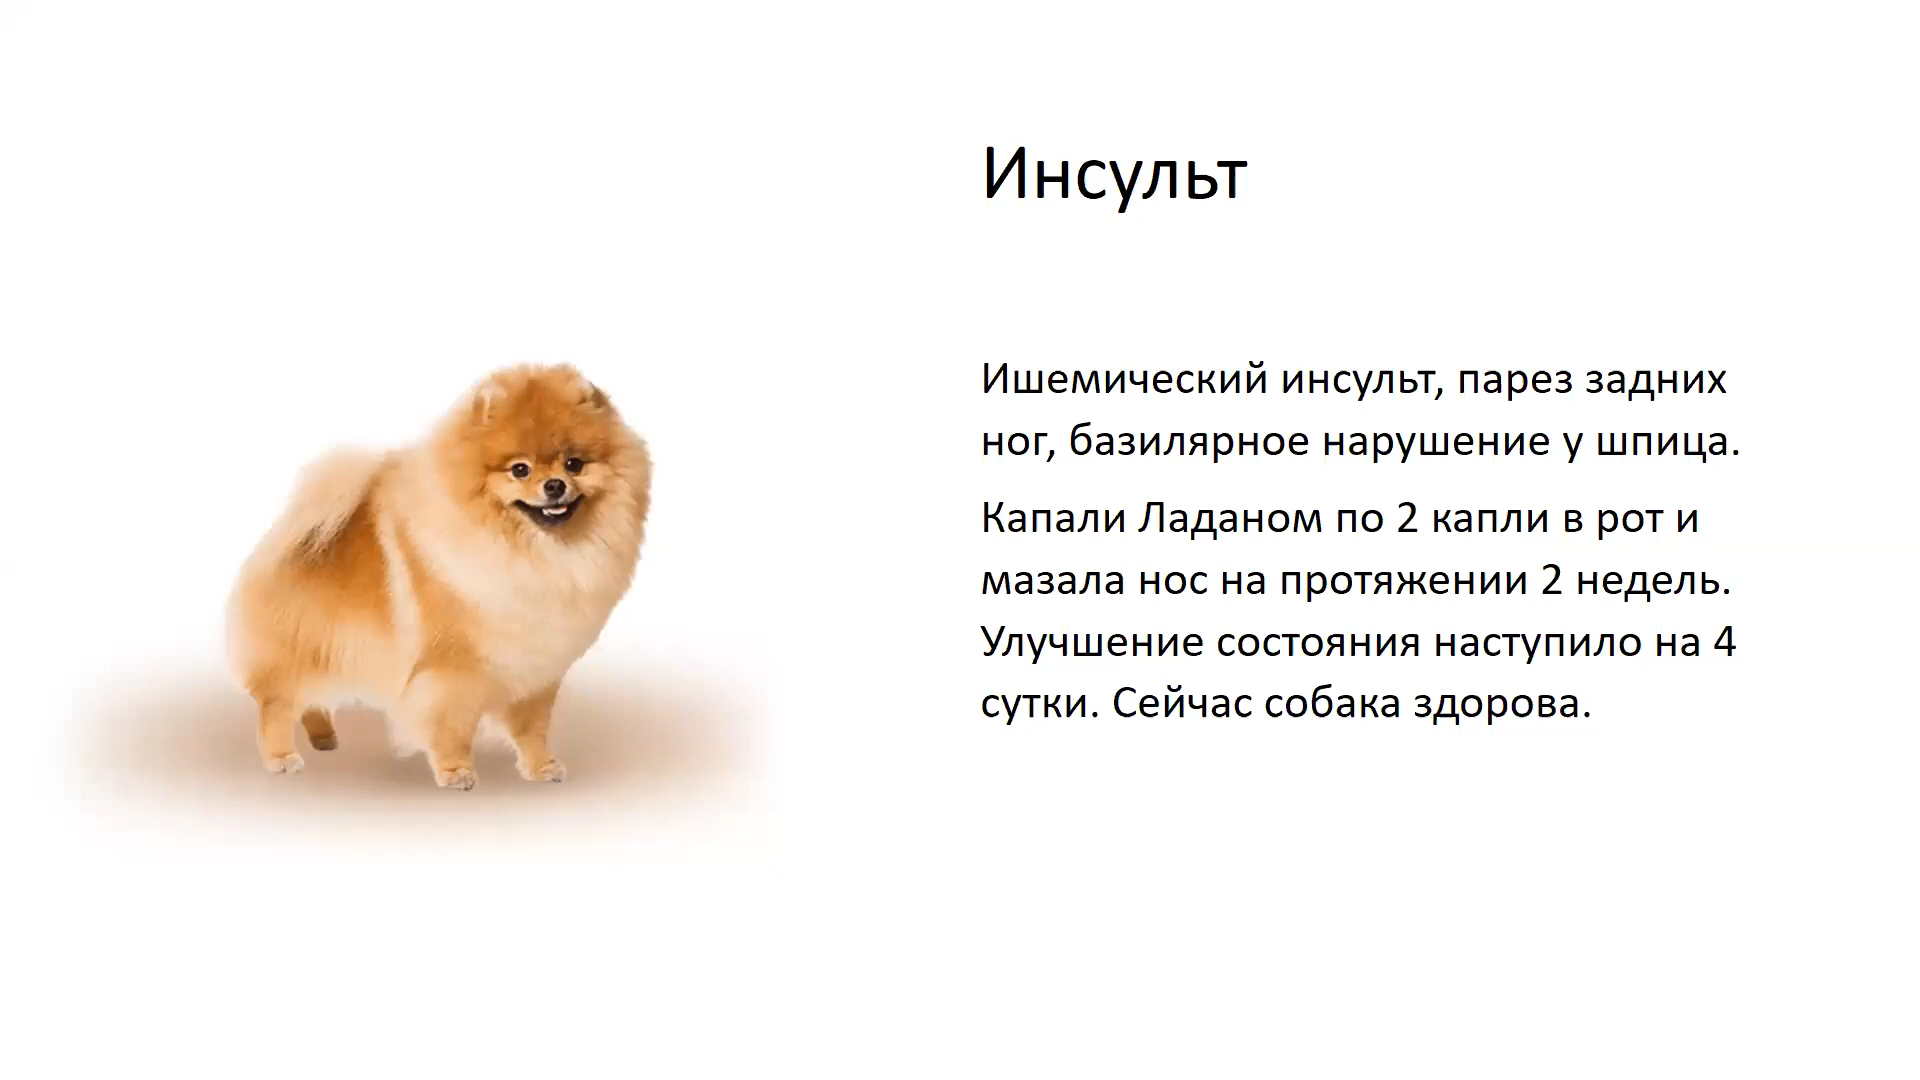 Инсульт
Ишемический инсульт, парез задних
ног, базилярное нарушение у шпица.
Капали Ладаном по 2 капли в рот и
мазала нос на протяжении 2 недель.
Улучшение состояния наступило на 4
сутки. Сейчас собака здорова.